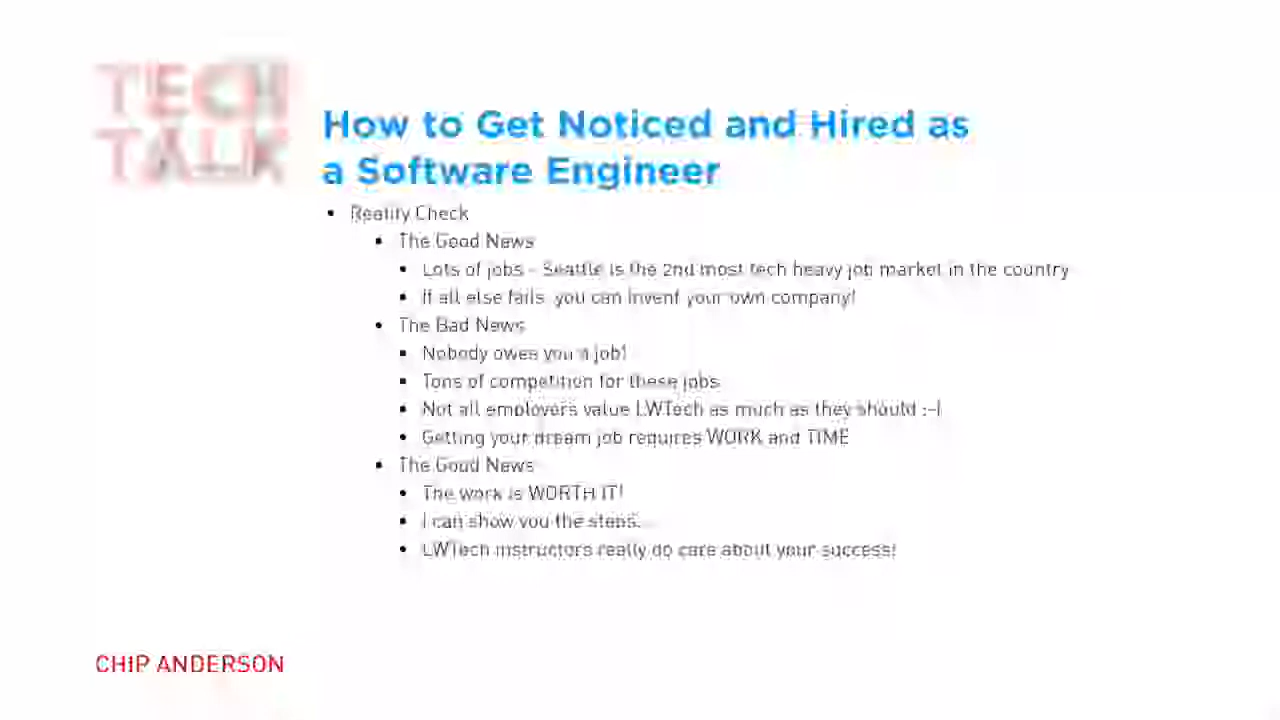 TECH
TALK
How to Get Noticed and Hired as
a Software Engineer
• Reality Check
• The Good News
• Lots of jobs - Seattle is the 2nd most tech heavy job market in the country
• If all else fails, you can invent your own company!
• The Bad News
• Nobody owes you a job!
• Tons of competition for these jobs
• Not all employers value LWTech as much as they should :-(
• Getting your dream job requires WORK and TIME
• The Good News
• The work is WORTH IT!
• I can show you the steps...
• LWTech instructors really do care about your success!
CHIP ANDERSON